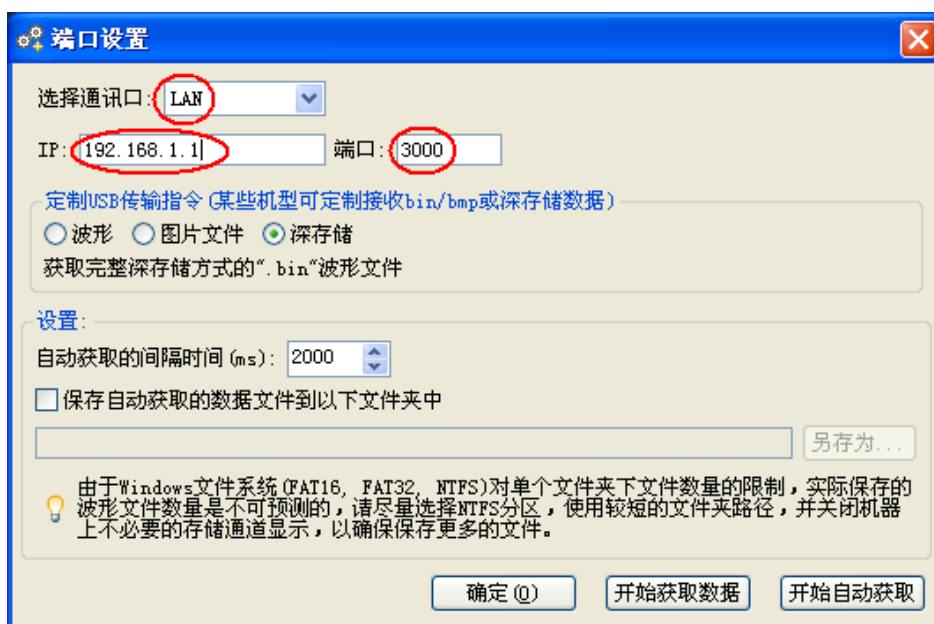 端口设置
选择通讯口: LAN
IP: 192.168.1.1 端口: 3000
定制USB传输指令(某些机型可定制接收bin/bmp或深存储数据)
波形 图片文件 深存储
获取完整深存储方式的".bin"波形文件
设置:
自动获取的间隔时间(ms): 2000
保存自动获取的数据文件到以下文件夹中
另存为...
由于Windows文件系统(FAT16, FAT32, NTFS)对单个文件夹下文件数量的限制，实际保存的
波形文件数量是不可预测的，请尽量选择NTFS分区，使用较短的文件夹路径，并关闭机器
上不必要的存储通道显示，以确保保存更多的文件。
确定(O) 开始获取数据 开始自动获取